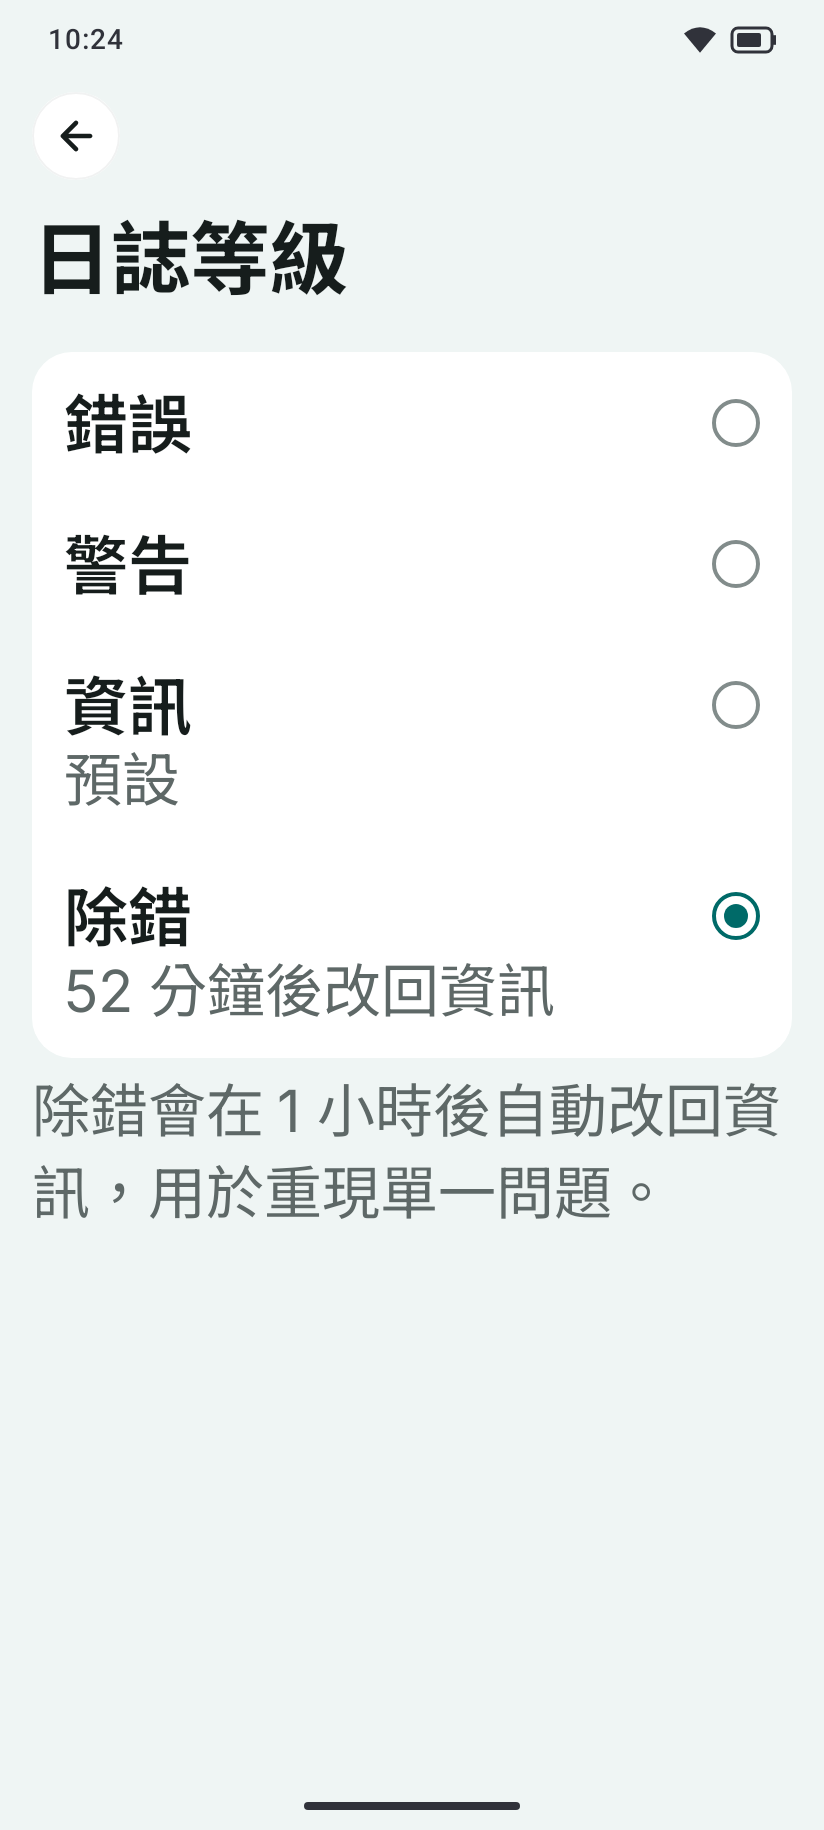 10:24
日誌等級
錯誤
警告
資訊
預設
除錯
52 分鐘後改回資訊
除錯會在 1 小時後自動改回資
訊，用於重現單一問題。